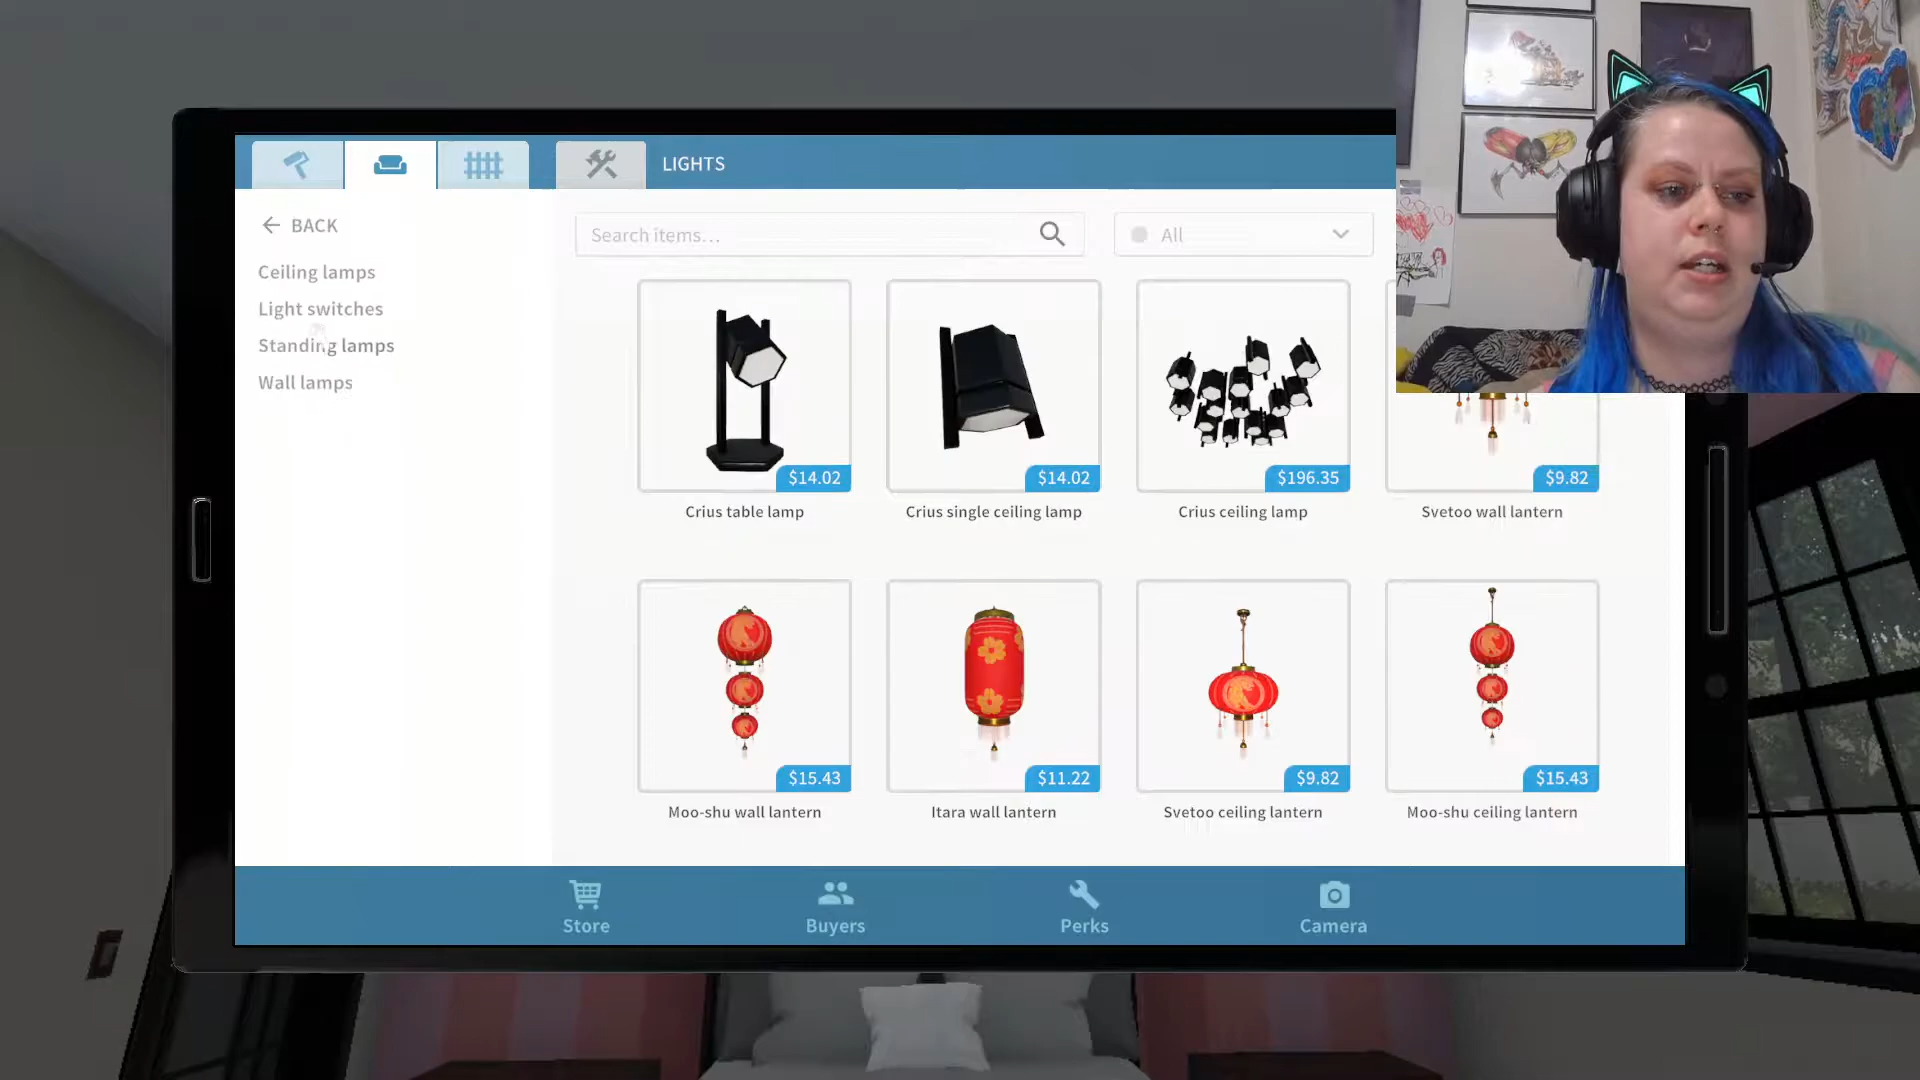 LIGHTS
BACK
Search items...
All
Ceiling lamps
Light switches
Standing lamps
Wall lamps
$14.02
$14.02
$196.35
$9.82
Crius table lamp
Crius single ceiling lamp
Crius ceiling lamp
Svetoo wall lantern
$15.43
$11.22
$9.82
$15.43
Moo-shu wall lantern
Itara wall lantern
Svetoo ceiling lantern
Moo-shu ceiling lantern
Store
Buyers
Perks
Camera